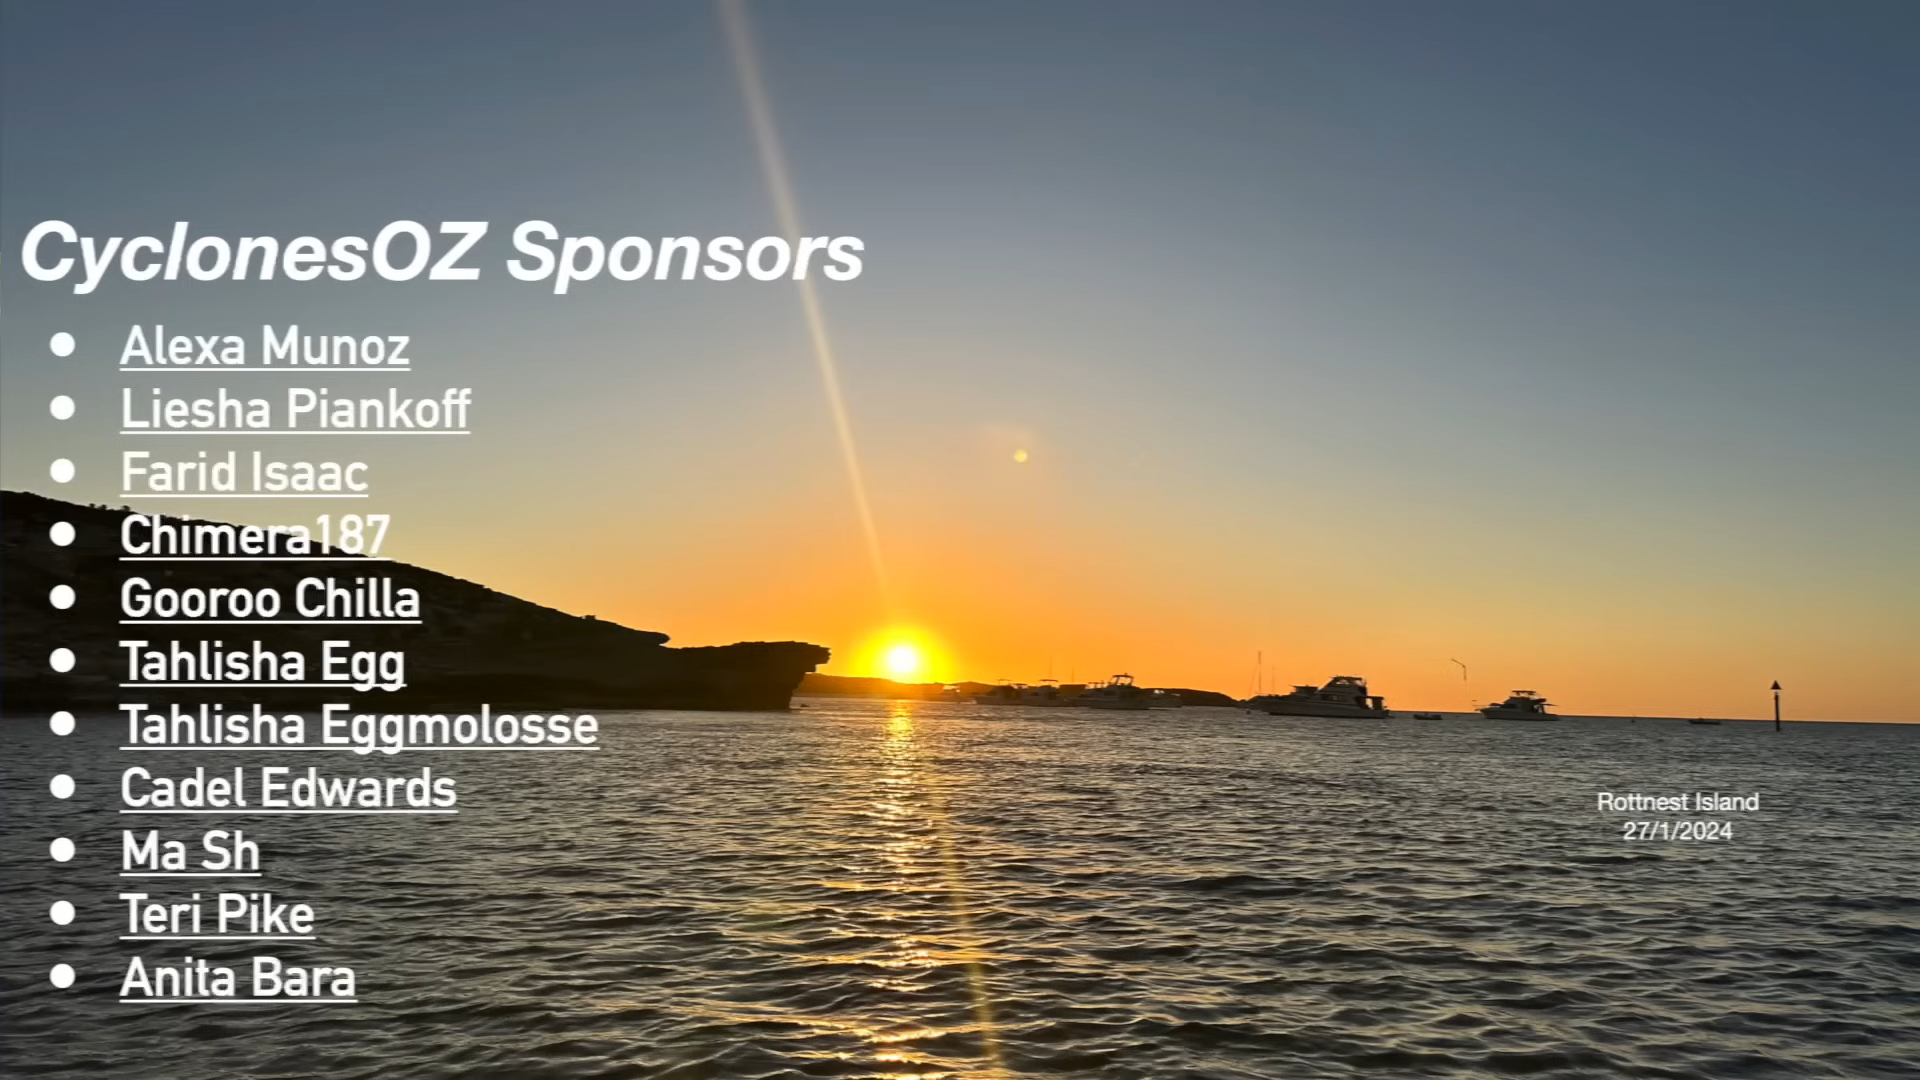 CyclonesOZ Sponsors
Alexa Munoz
Liesha Piankoff
Farid Isaac
Chimera187
Gooroo Chilla
Tahlisha Egg
Tahlisha Eggmolosse
Cadel Edwards
Ma Sh
Teri Pike
Anita Bara
Rottnest Island
27/1/2024